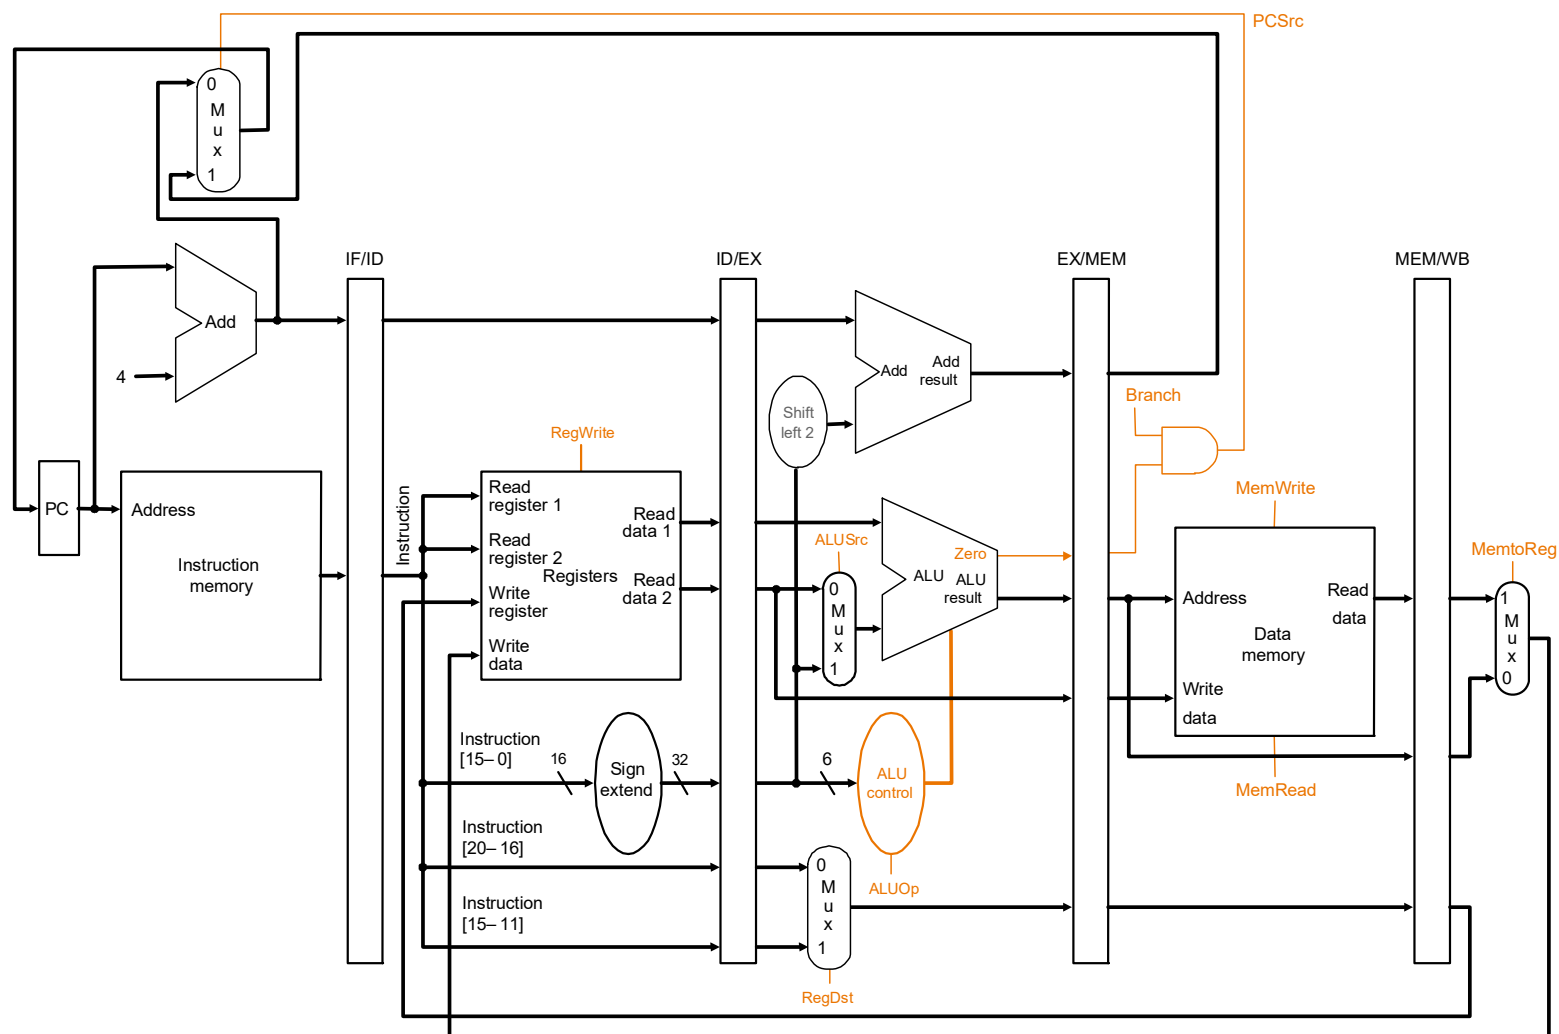 PCSrc
0
M
u
x
1
IF/ID
ID/EX
EX/MEM
MEM/WB
Add
4
Add
Add
result
Shift
left 2
Branch
RegWrite
PC
Address
Instruction
memory
Instruction
Read
register 1
Read
register 2
Write
register
Write
data
Registers
Read
data 1
Read
data 2
ALUSrc
0
M
u
x
1
Zero
ALU
ALU
result
MemWrite
Address
Read
data
Data
memory
Write
data
MemRead
MemtoReg
1
M
u
x
0
Instruction
[15– 0]
16
Sign
extend
32
6
ALU
control
ALUOp
Instruction
[20– 16]
Instruction
[15– 11]
0
M
u
x
1
RegDst